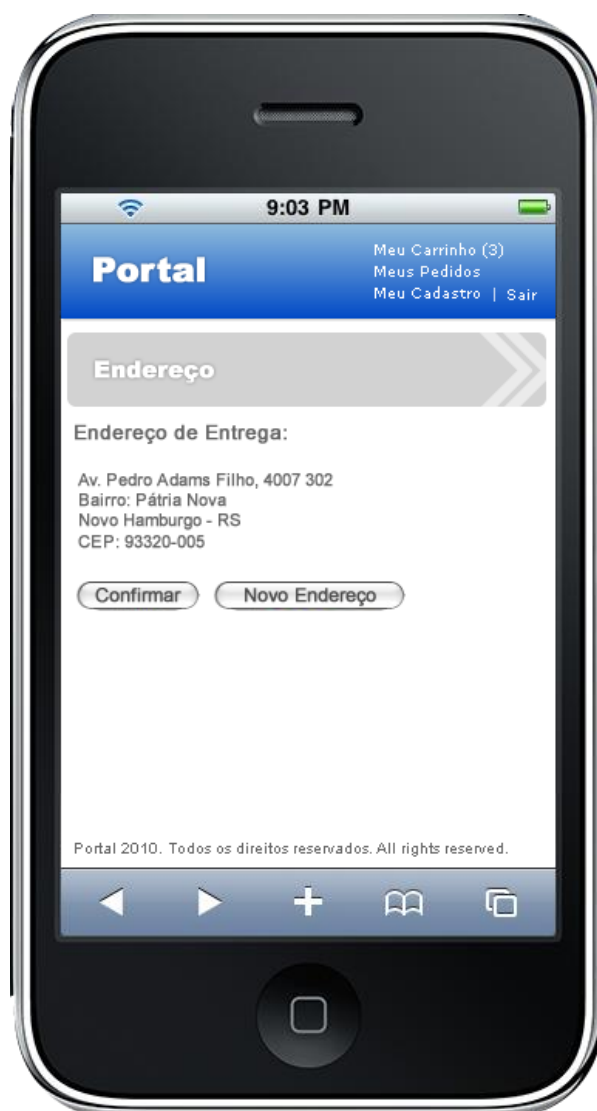 9:03 PM
Portal
Meu Carrinho (3)
Meus Pedidos
Meu Cadastro | Sair
Endereço
Endereço de Entrega:
Av. Pedro Adams Filho, 4007 302
Bairro: Pátria Nova
Novo Hamburgo - RS
CEP: 93320-005
Confirmar Novo Endereço
Portal 2010. Todos os direitos reservados. All rights reserved.